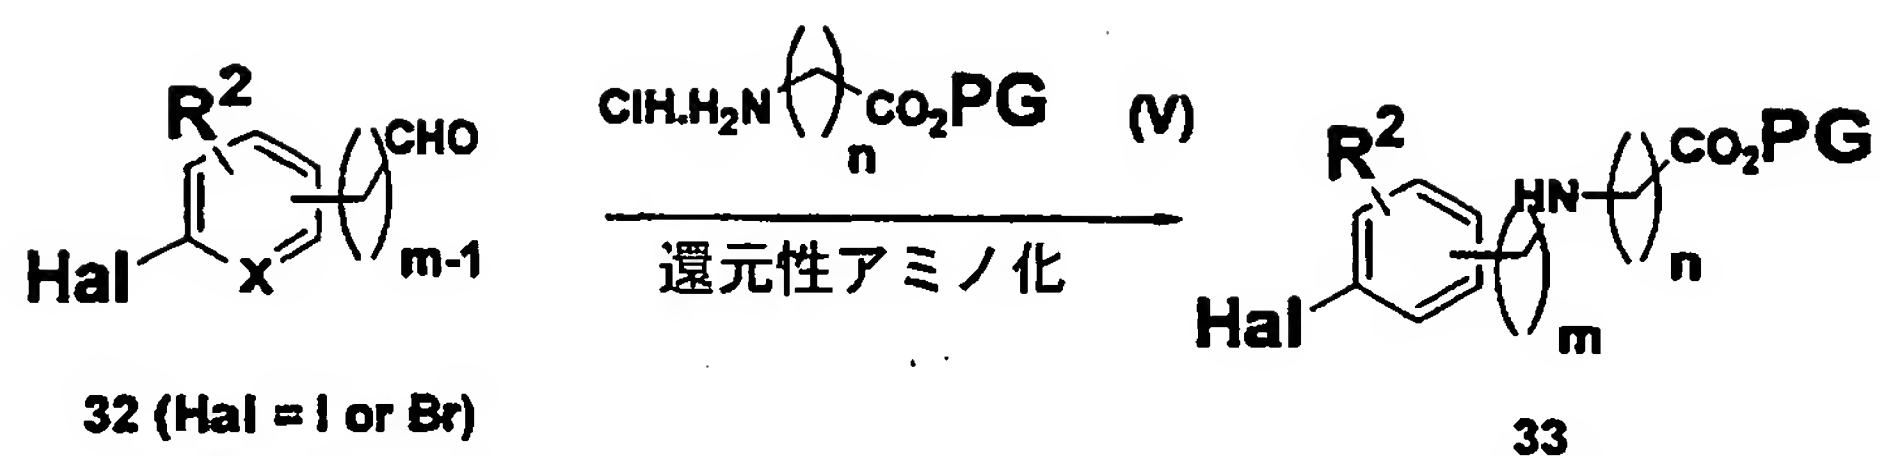 R2
CHO
Hal
X
m-1
32 (Hal = I or Br)
ClH.H2N
n
CO2PG
(V)
還元性アミノ化
R2
HN
CO2PG
n
Hal
m
33